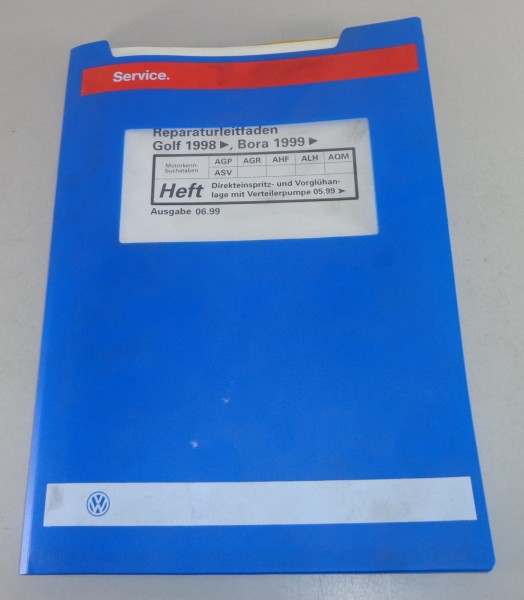 Service.
Reparaturleitfaden
Golf 1998 ►, Bora 1999 ►
Motorkenn-
buchstaben
AGP AGR AHF ALH AQM
ASV
Heft
Direkteinspritz- und Vorglühan-
lage mit Verteilerpumpe 05.99 ➤
Ausgabe 06.99